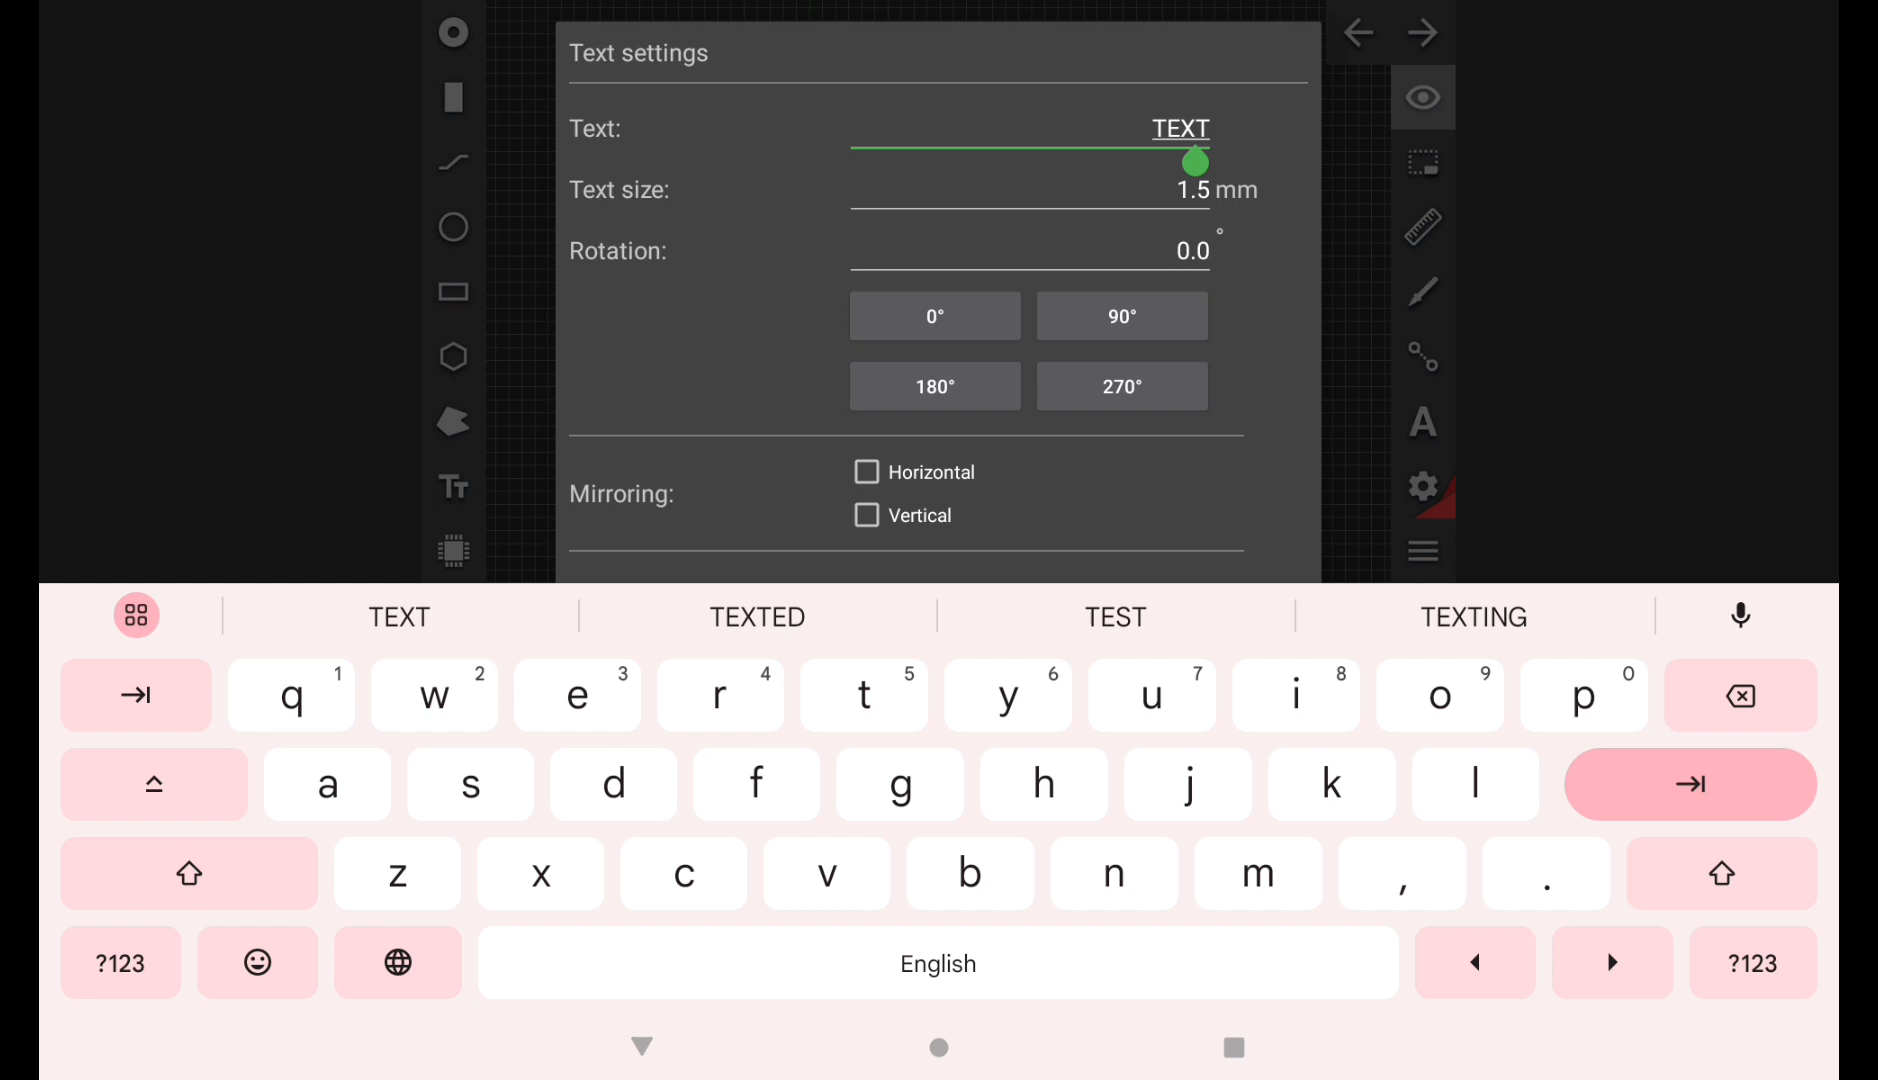 Text settings
Text: TEXT
Text size: 1.5 mm
Rotation: 0.0 °
0° 90°
180° 270°
Mirroring:
Horizontal
Vertical
TT
A
TEXT TEXTED TEST TEXTING
q 1 w 2 e 3 r 4 t 5 y 6 u 7 i 8 o 9 p 0
a s d f g h j k l
z x c v b n m , .
?123 English ?123